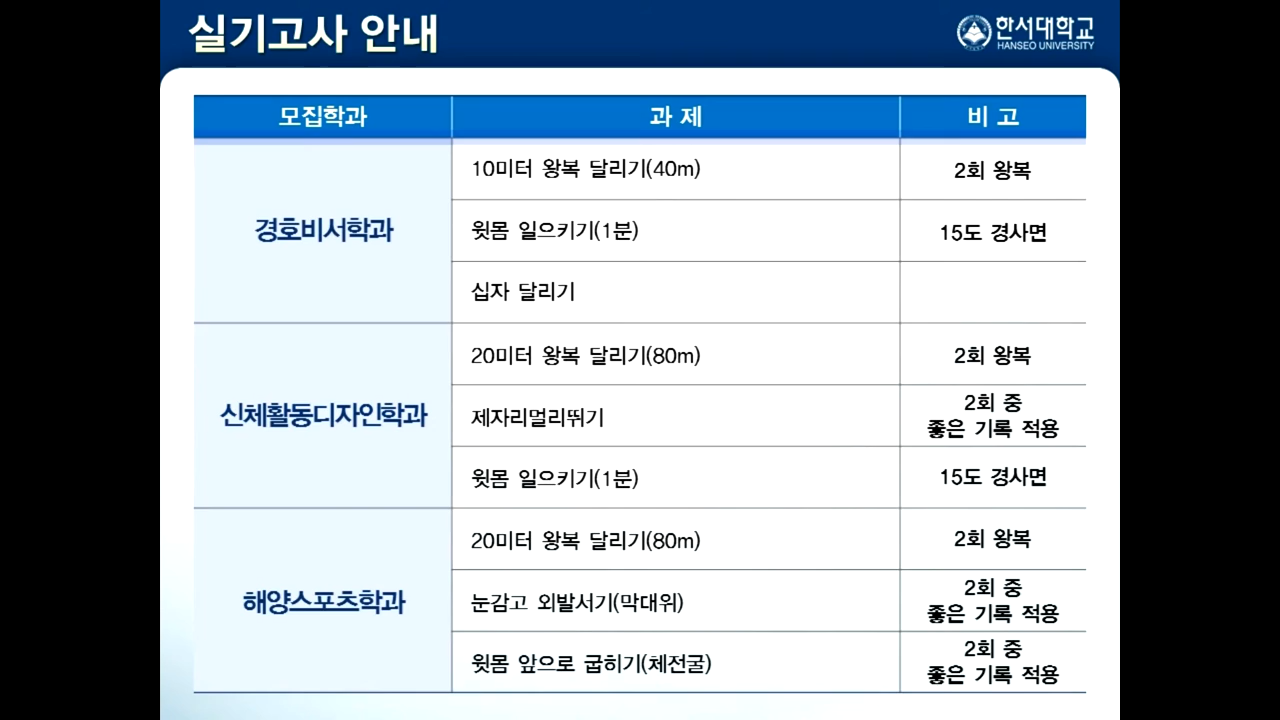 실기고사 안내
한서대학교
HANSEO UNIVERSITY
모집학과 과 제 비 고
경호비서학과
10미터 왕복 달리기(40m) 2회 왕복
윗몸 일으키기(1분) 15도 경사면
십자 달리기
신체활동디자인학과
20미터 왕복 달리기(80m) 2회 왕복
제자리멀리뛰기 2회 중
좋은 기록 적용
윗몸 일으키기(1분) 15도 경사면
해양스포츠학과
20미터 왕복 달리기(80m) 2회 왕복
눈감고 외발서기(막대위) 2회 중
좋은 기록 적용
윗몸 앞으로 굽히기(체전굴) 2회 중
좋은 기록 적용